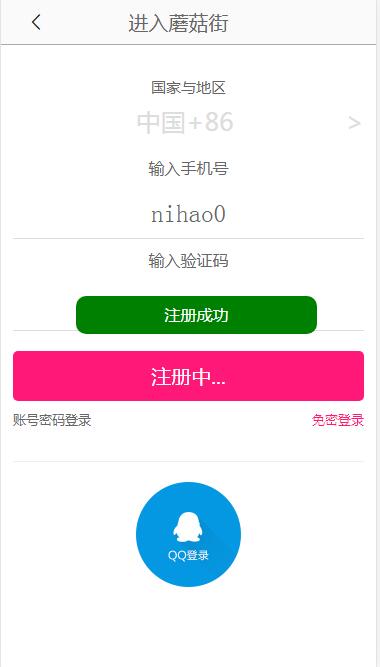 进入蘑菇街
国家与地区
中国+86 >
输入手机号
nihao0
输入验证码
注册成功
注册中...
账号密码登录 免密登录
QQ登录